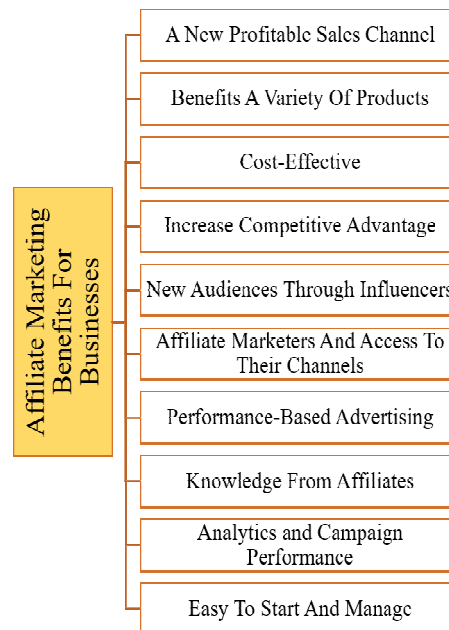 Affiliate Marketing
Benefits For
Businesses
A New Profitable Sales Channel
Benefits A Variety Of Products
Cost-Effective
Increase Competitive Advantage
New Audiences Through Influencers
Affiliate Marketers And Access To
Their Channels
Performance-Based Advertising
Knowledge From Affiliates
Analytics and Campaign
Performance
Easy To Start And Manage